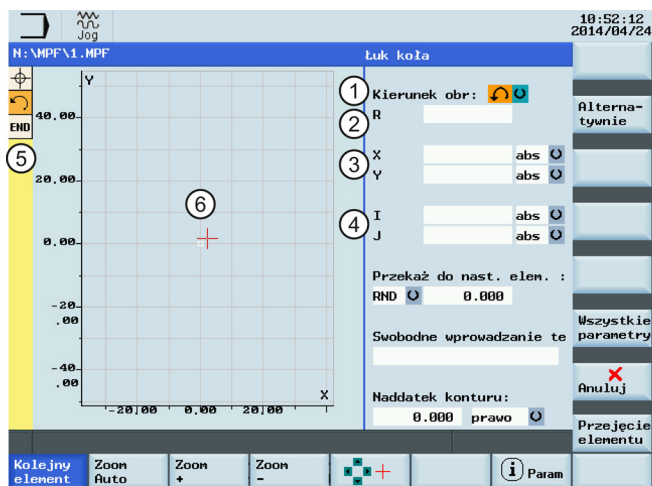 Jog
10:52:12
2014/04/24
N:\MPF\1.MPF
Łuk koła
Y
END
5
40,00
20,00
0,00
-20
.00
-40
.00
6
X
-20,00 0,00 20,00
1 Kierunek obr:
2 R
3 X abs
Y abs
4 I abs
J abs
Przekaż do nast. elem. :
RND 0.000
Swobodne wprowadzanie te
Naddatek konturu:
0.000 prawo
Alterna-
tywnie
Wszystkie
parametry
Anuluj
Przejęcie
elementu
Kolejny
element
Zoom
Auto
Zoom
+
Zoom
-
i Param